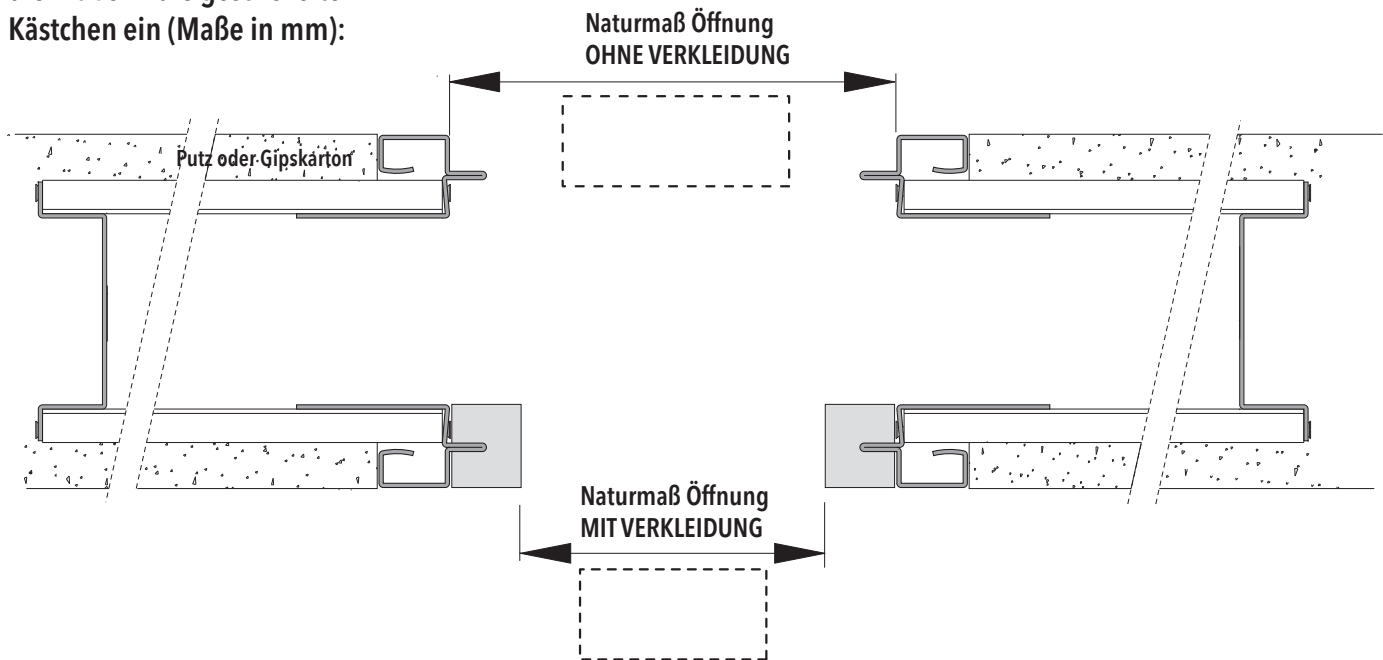 Kästchen ein (Maße in mm):
Naturmaß Öffnung
OHNE VERKLEIDUNG
Putz oder Gipskarton
Naturmaß Öffnung
MIT VERKLEIDUNG